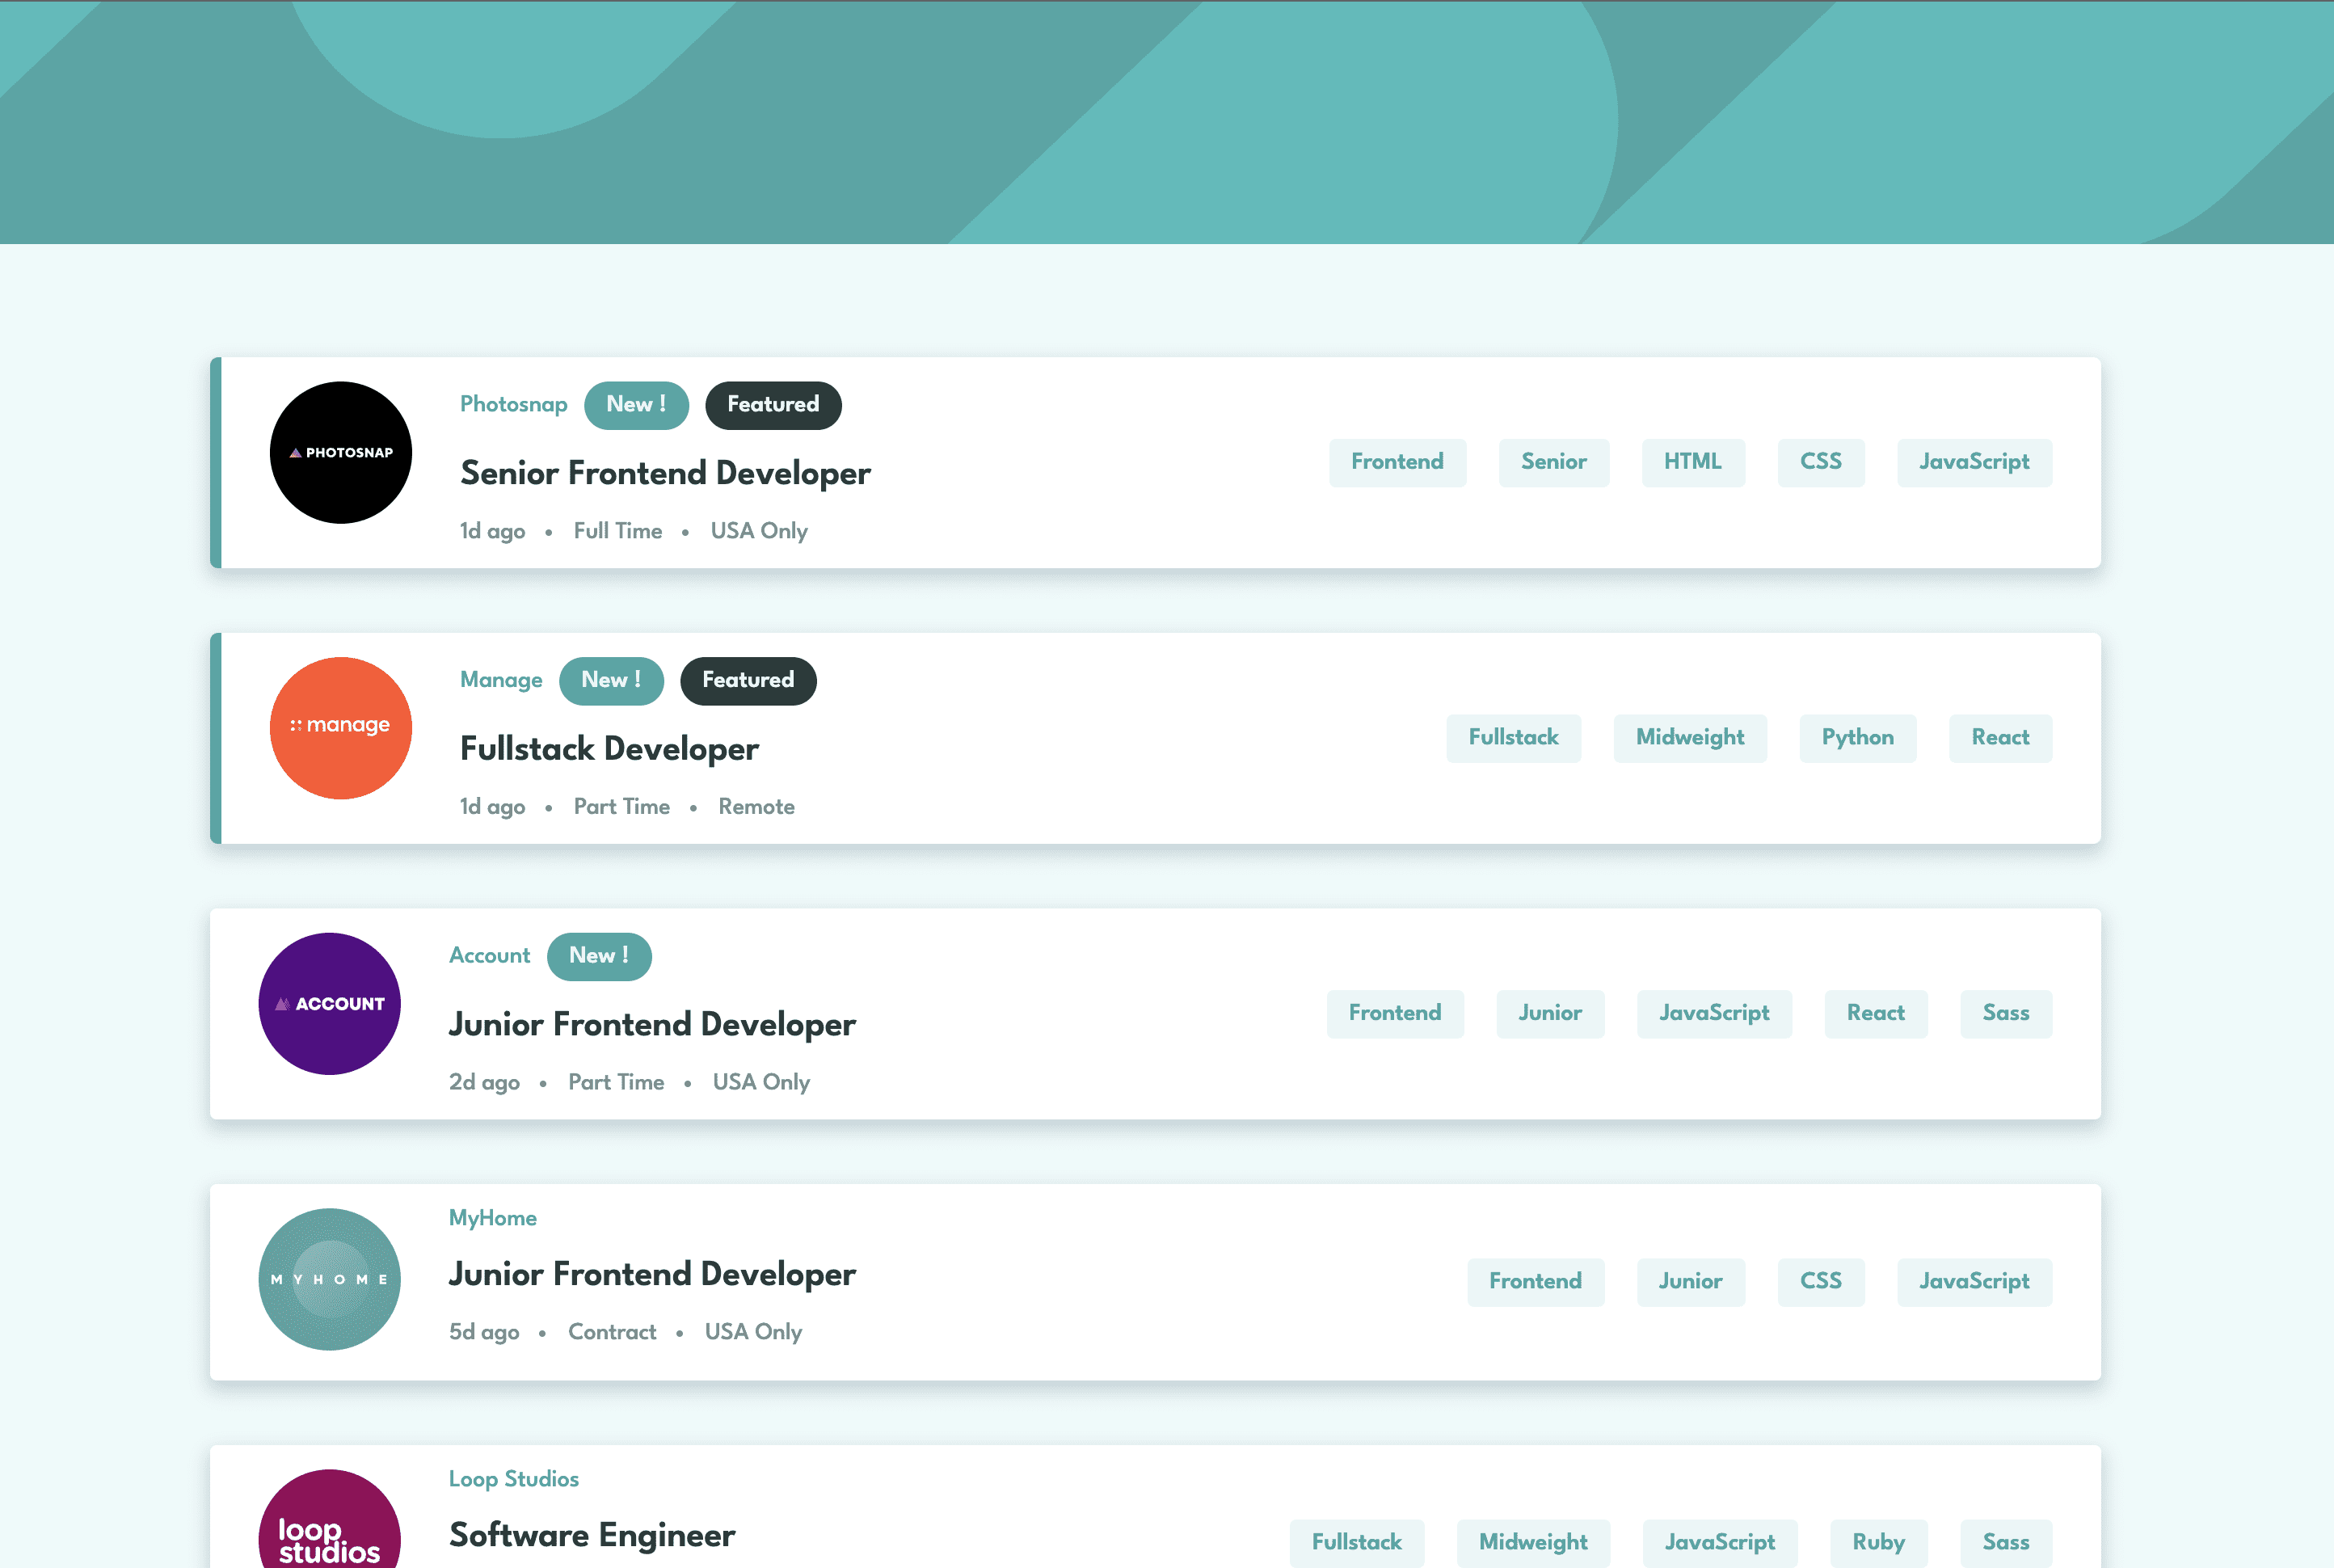 PHOTOSNAP
Photosnap New ! Featured
Senior Frontend Developer
1d ago • Full Time • USA Only
Frontend Senior HTML CSS JavaScript
manage
Manage New ! Featured
Fullstack Developer
1d ago • Part Time • Remote
Fullstack Midweight Python React
ACCOUNT
Account New !
Junior Frontend Developer
2d ago • Part Time • USA Only
Frontend Junior JavaScript React Sass
MYHOME
MyHome
Junior Frontend Developer
5d ago • Contract • USA Only
Frontend Junior CSS JavaScript
loop
studios
Loop Studios
Software Engineer
Fullstack Midweight JavaScript Ruby Sass